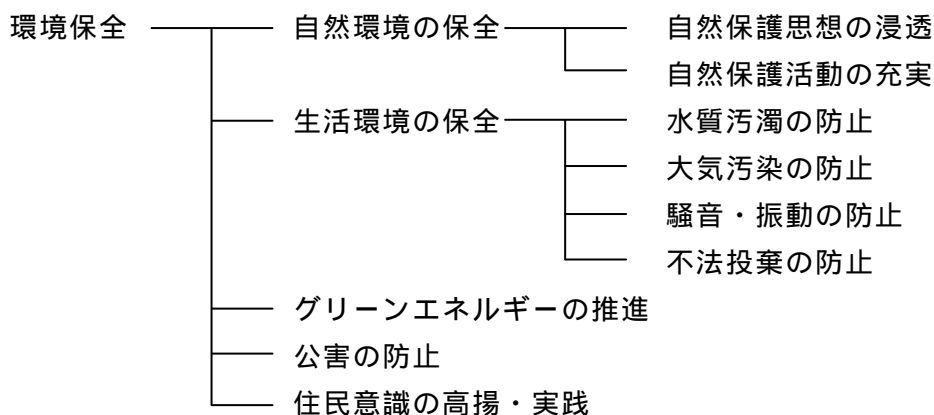 環境保全 自然環境の保全 自然保護思想の浸透
自然保護活動の充実
生活環境の保全 水質汚濁の防止
大気汚染の防止
騒音・振動の防止
不法投棄の防止
グリーンエネルギーの推進
公害の防止
住民意識の高揚・実践